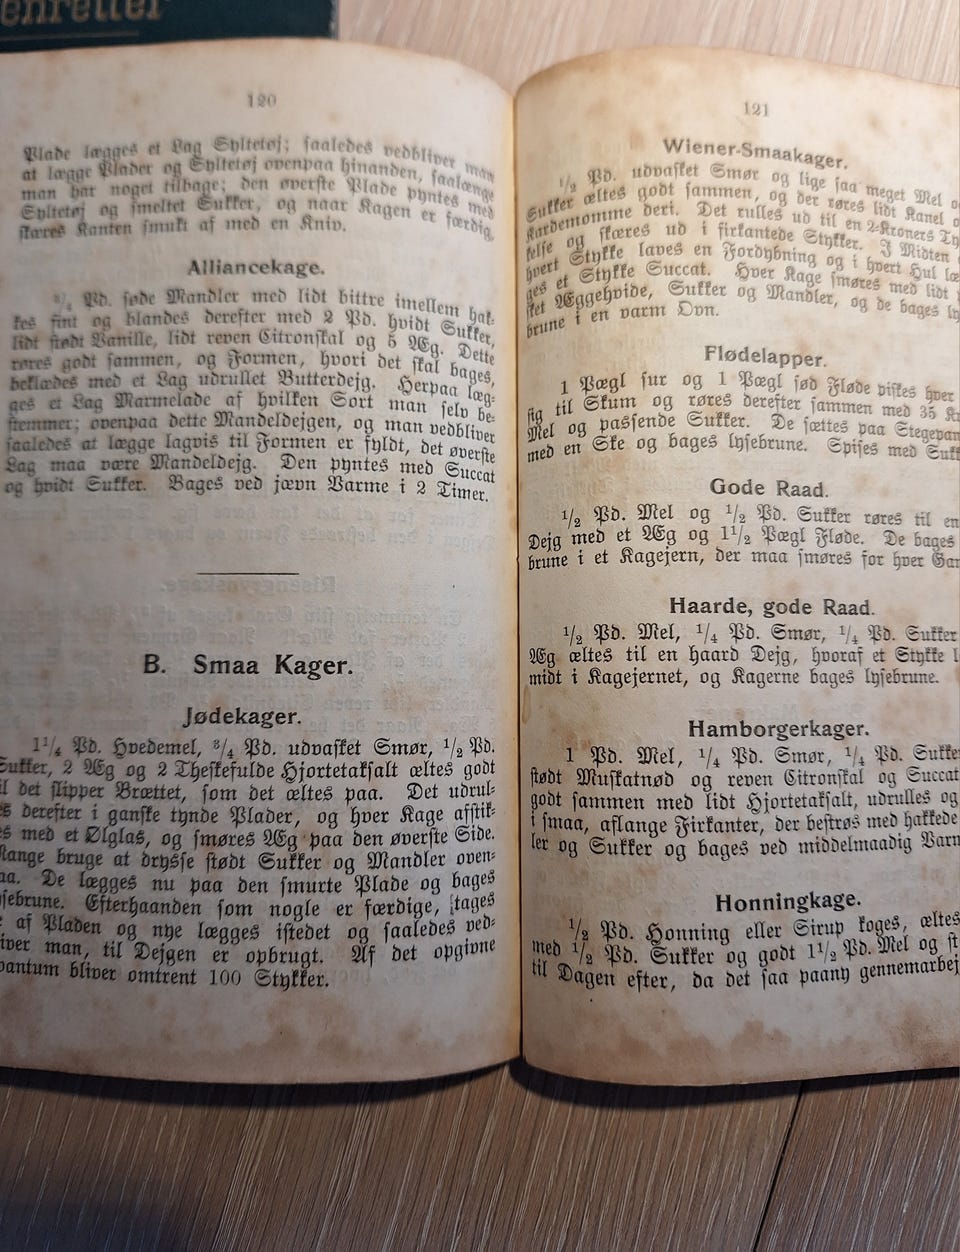 enretter
120
Plade lægges et Lag Syltetøj; saaledes vedbliver man
at lægge Plader og Syltetøj ovenpaa hinanden, saalænge
man har noget tilbage; den øverste Plade pyntes med
Syltetøj og smeltet Sukker, og naar Kagen er færdig,
skæres Kanten smukt af med en Kniv.
Alliancekage.
¾ Pd. søde Mandler med lidt bittre imellem hak-
kes fint og blandes derefter med 2 Pd. hvidt Sukker,
lidt stødt Vanille, lidt reven Citronskal og 5 Æg. Dette
røres godt sammen, og Formen, hvori det skal bages,
beklædes med et Lag udrullet Butterdejg. Herpaa læg-
ges et Lag Marmelade af hvilken Sort man selv be-
stemmer; ovenpaa dette Mandeldejgen, og man vedbliver
saaledes at lægge lagvis til Formen er fyldt, det øverste
Lag maa være Mandeldejg. Den pyntes med Succat
og hvidt Sukker. Bages ved jævn Varme i 2 Timer.
B. Smaa Kager.
Jødekager.
1¼ Pd. Hvedemel, ¾ Pd. udvasket Smør, ½ Pd.
Sukker, 2 Æg og 2 Theskefulde Hjortetaksalt æltes godt
il det slipper Brættet, som det æltes paa. Det udrul-
es derefter i ganske tynde Plader, og hver Kage afstik-
es med et Ølglas, og smøres Æg paa den øverste Side.
Mange bruge at drysse stødt Sukker og Mandler oven-
aa. De lægges nu paa den smurte Plade og bages
ysebrune. Efterhaanden som nogle er færdige, tages
e af Pladen og nye lægges istedet og saaledes ved-
liver man, til Dejgen er opbrugt. Af det opgivne
vantum bliver omtrent 100 Stykker.
121
Wiener-Smaakager.
½ Pd. udvasket Smør og lige saa meget Mel o
Sukker æltes godt sammen, og der røres lidt Kanel o
Kardemomme deri. Det rulles ud til en 2-Kroners Ty
kelse og skæres ud i firkantede Stykker. I Midten
hvert Stykke laves en Fordybning og i hvert Hul læ
ges et Stykke Succat. Hver Kage smøres med lidt
sket Æggehvide, Sukker og Mandler, og de bages ly
brune i en varm Ovn.
Flødelapper.
1 Pægl sur og 1 Pægl sød Fløde viskes hver
sig til Skum og røres derefter sammen med 35 K
Mel og passende Sukker. De sættes paa Stegepan
med en Ske og bages lysebrune. Spises med Sukk
Gode Raad.
½ Pd. Mel og ½ Pd. Sukker røres til en
Dejg med et Æg og 1½ Pægl Fløde. De bages
brune i et Kagejern, der maa smøres for hver Gan
Haarde, gode Raad.
½ Pd. Mel, ¼ Pd. Smør, ¼ Pd. Sukker
Æg æltes til en haard Dejg, hvoraf et Stykke l
midt i Kagejernet, og Kagerne bages lysebrune.
Hamborgerkager.
1 Pd. Mel, ¼ Pd. Smør, ¼ Pd. Sukke
stødt Muskatnød og reven Citronskal og Succat
godt sammen med lidt Hjortetaksalt, udrulles og
i smaa, aflange Firkanter, der bestrøs med hakkede
ler og Sukker og bages ved middelmaadig Varm
Honningkage.
½ Pd. Honning eller Sirup koges, æltes
med ½ Pd. Sukker og godt 1½ Pd. Mel og st
til Dagen efter, da det saa paany gennemarbej